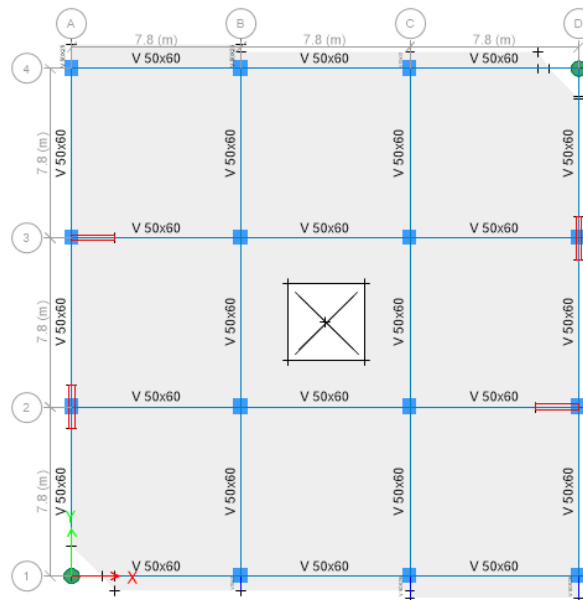 A B C D
7.8 (m) 7.8 (m) 7.8 (m)
4 V 50x60 V 50x60 V 50x60
7.8 (m) V 50x60 V 50x60 V 50x60 V 50x60
3 V 50x60 V 50x60 V 50x60
7.8 (m) V 50x60 V 50x60 V 50x60 V 50x60
2 V 50x60 V 50x60 V 50x60
7.8 (m) V 50x60 V 50x60 V 50x60 V 50x60
Y
1 V 50x60 V 50x60 V 50x60
X